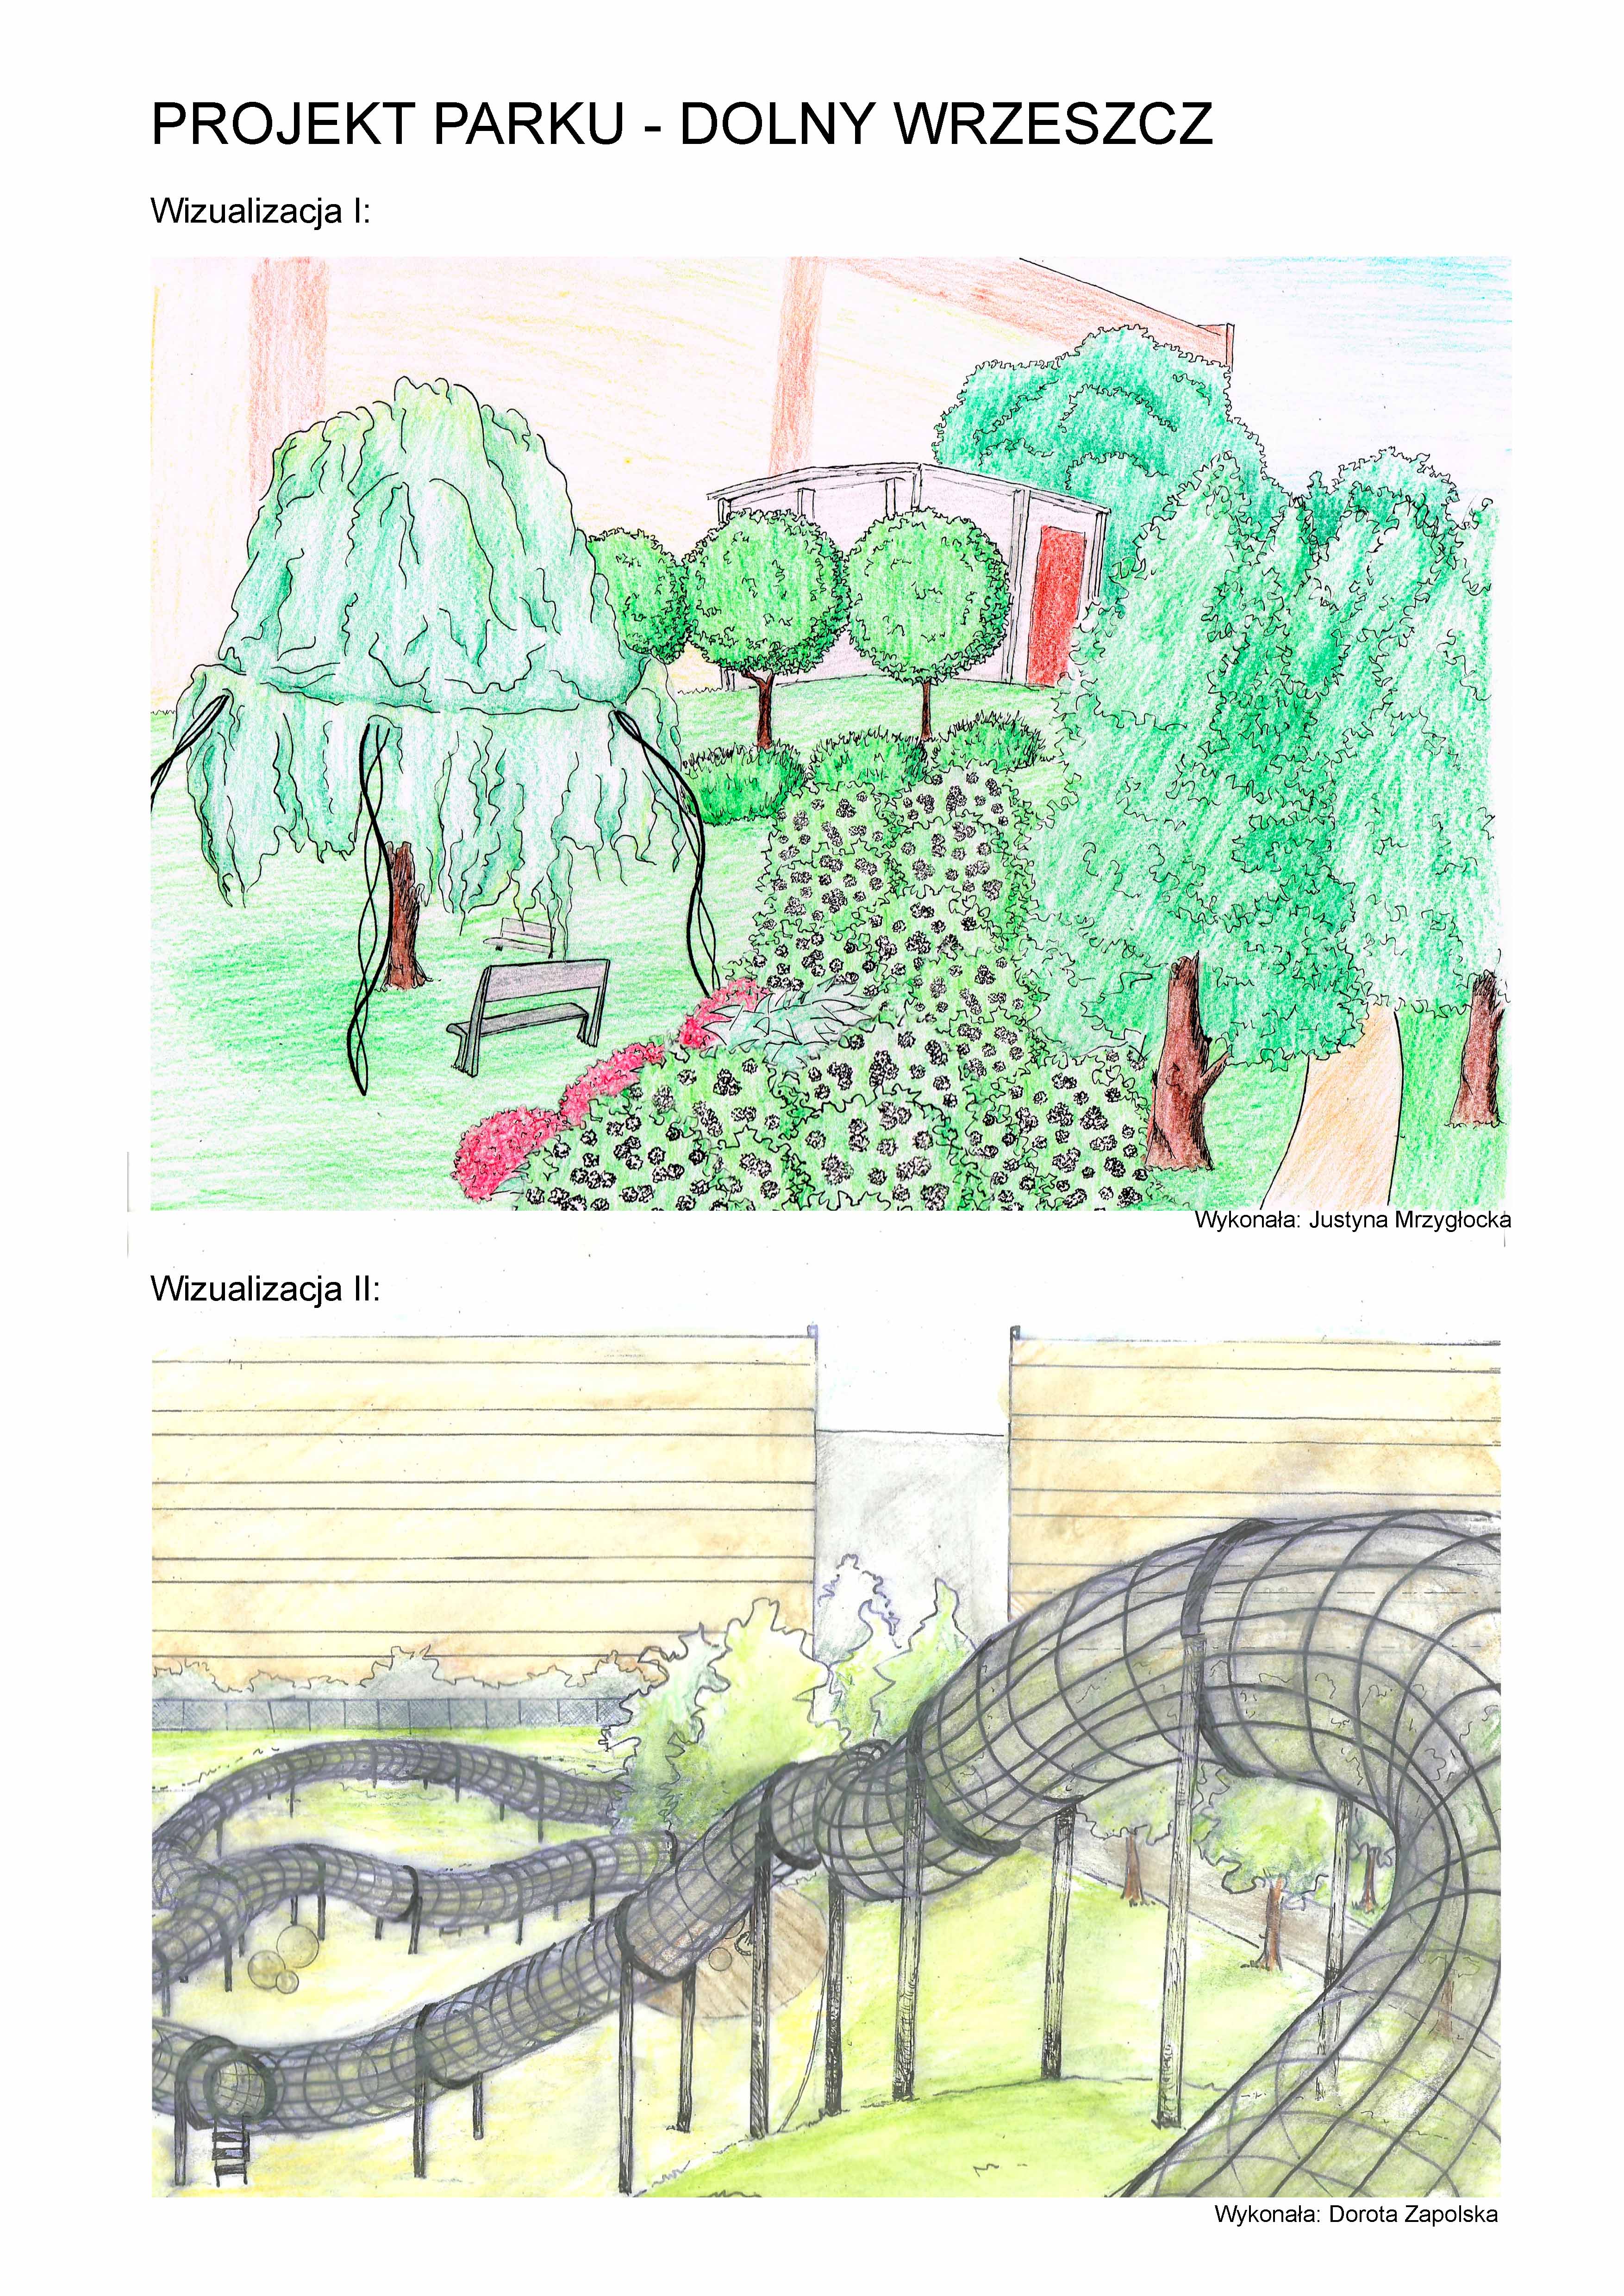 PROJEKT PARKU - DOLNY WRZESZCZ
Wizualizacja I:
Wykonała: Justyna Mrzygłocka
Wizualizacja II:
Wykonała: Dorota Zapolska